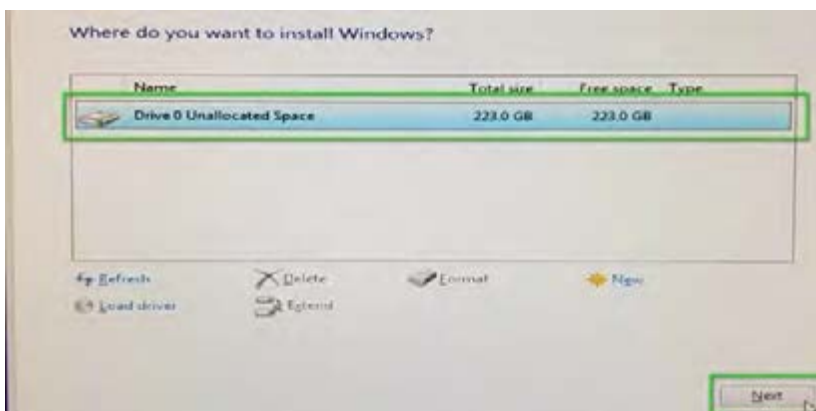 Where do you want to install Windows?
Name Total size Free space Type
Drive 0 Unallocated Space 223.0 GB 223.0 GB
Refresh Delete Format New
Load driver Extend
Next